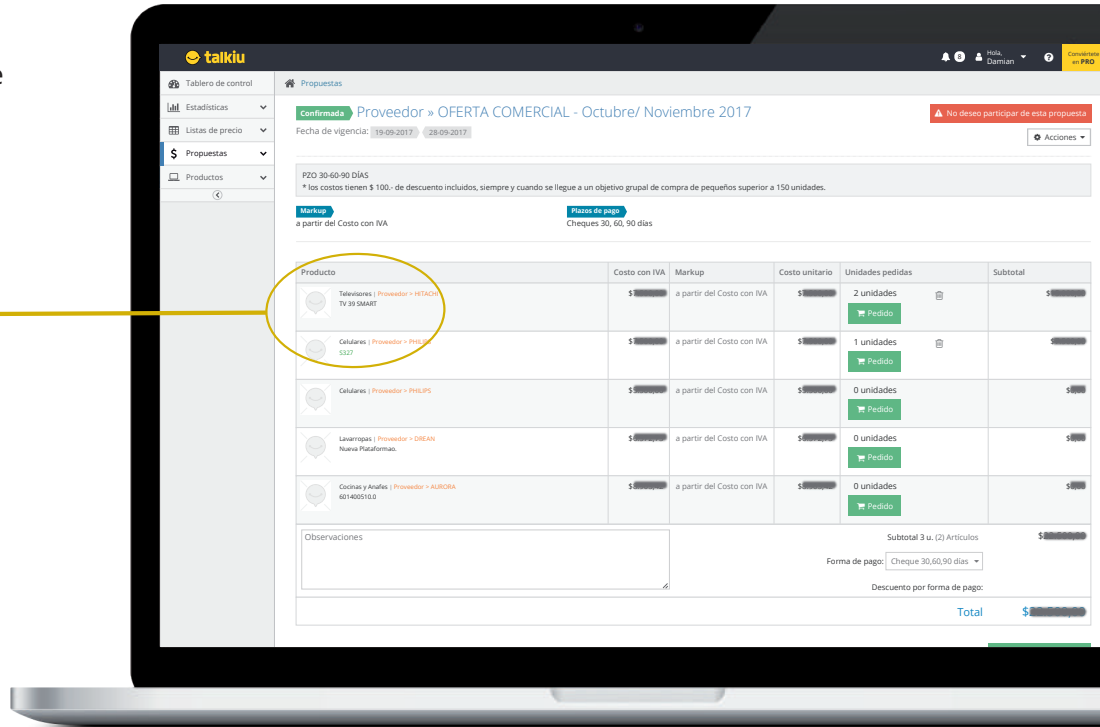 e
talkiu
8
Hola,
Damian
Conviértete
en PRO
Tablero de control
Estadísticas
Listas de precio
Propuestas
Productos
Propuestas
Confirmada Proveedor » OFERTA COMERCIAL - Octubre/ Noviembre 2017
No deseo participar de esta propuesta
Fecha de vigencia: 19-09-2017 28-09-2017
Acciones
PZO 30-60-90 DÍAS
* los costos tienen $ 100.- de descuento incluidos, siempre y cuando se llegue a un objetivo grupal de compra de pequeños superior a 150 unidades.
Markup
a partir del Costo con IVA
Plazos de pago
Cheques 30, 60, 90 días
Producto Costo con IVA Markup Costo unitario Unidades pedidas Subtotal
Televisores | Proveedor > HITACHI
TV 39 SMART
$ a partir del Costo con IVA $ 2 unidades $
Pedido
Celulares | Proveedor > PHILIPS
S327
$ a partir del Costo con IVA $ 1 unidades
Pedido
Celulares | Proveedor > PHILIPS
$ a partir del Costo con IVA $ 0 unidades $
Pedido
Lavarropas | Proveedor > DREAN
Nueva Plataformao.
$ a partir del Costo con IVA $ 0 unidades $
Pedido
Cocinas y Anafes | Proveedor > AURORA
601400510.0
$ a partir del Costo con IVA $ 0 unidades $
Pedido
Observaciones
Subtotal 3 u. (2) Artículos $
Forma de pago: Cheque 30,60,90 días
Descuento por forma de pago:
Total $